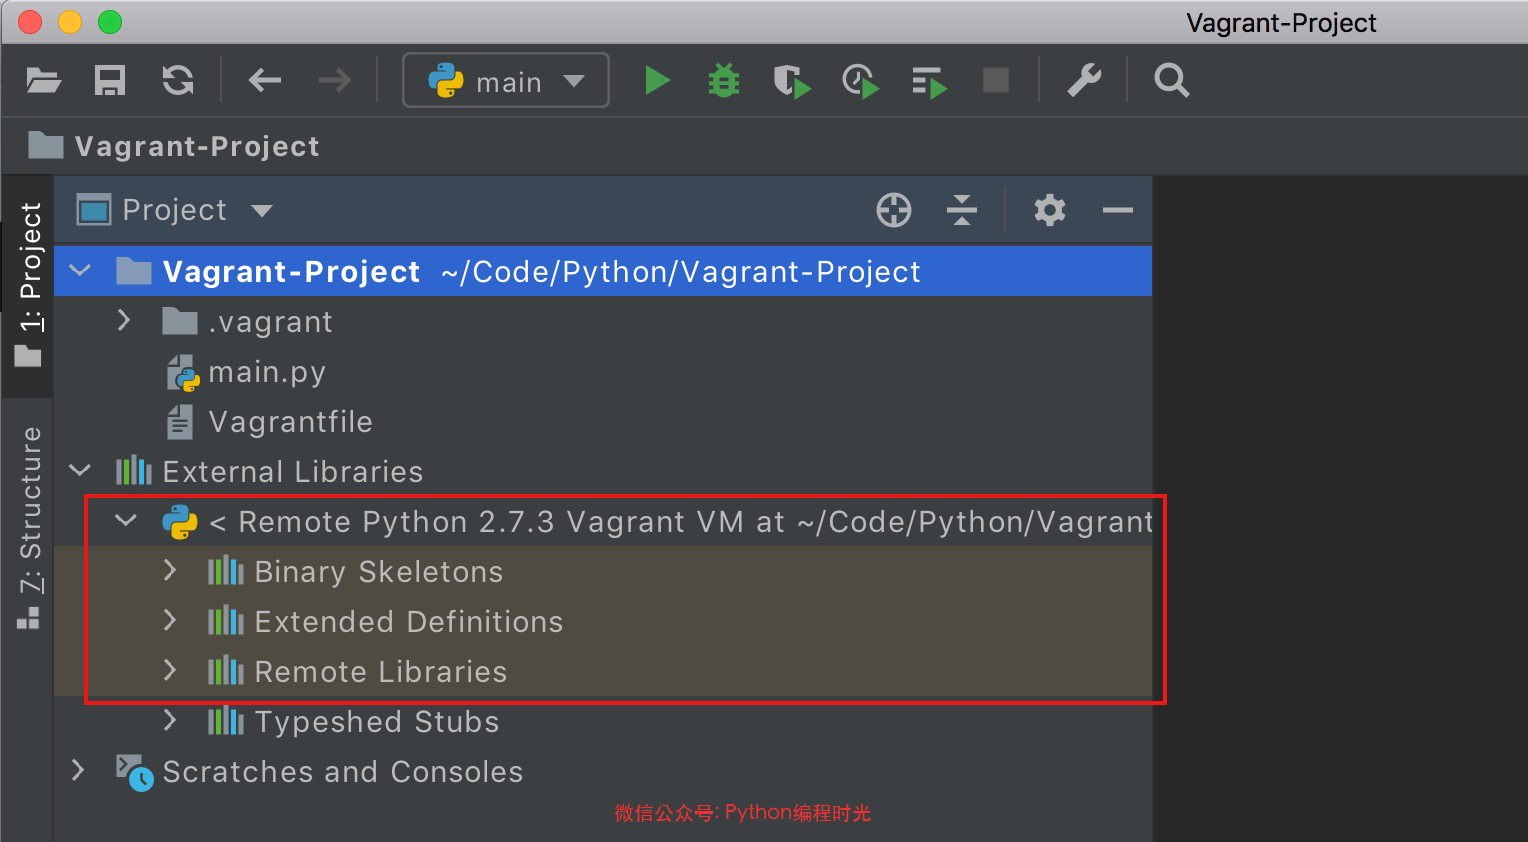 Vagrant-Project
main
Vagrant-Project
1: Project
7: Structure
Project
Vagrant-Project ~/Code/Python/Vagrant-Project
.vagrant
main.py
Vagrantfile
External Libraries
< Remote Python 2.7.3 Vagrant VM at ~/Code/Python/Vagrant
Binary Skeletons
Extended Definitions
Remote Libraries
Typeshed Stubs
Scratches and Consoles
微信公众号: Python编程时光